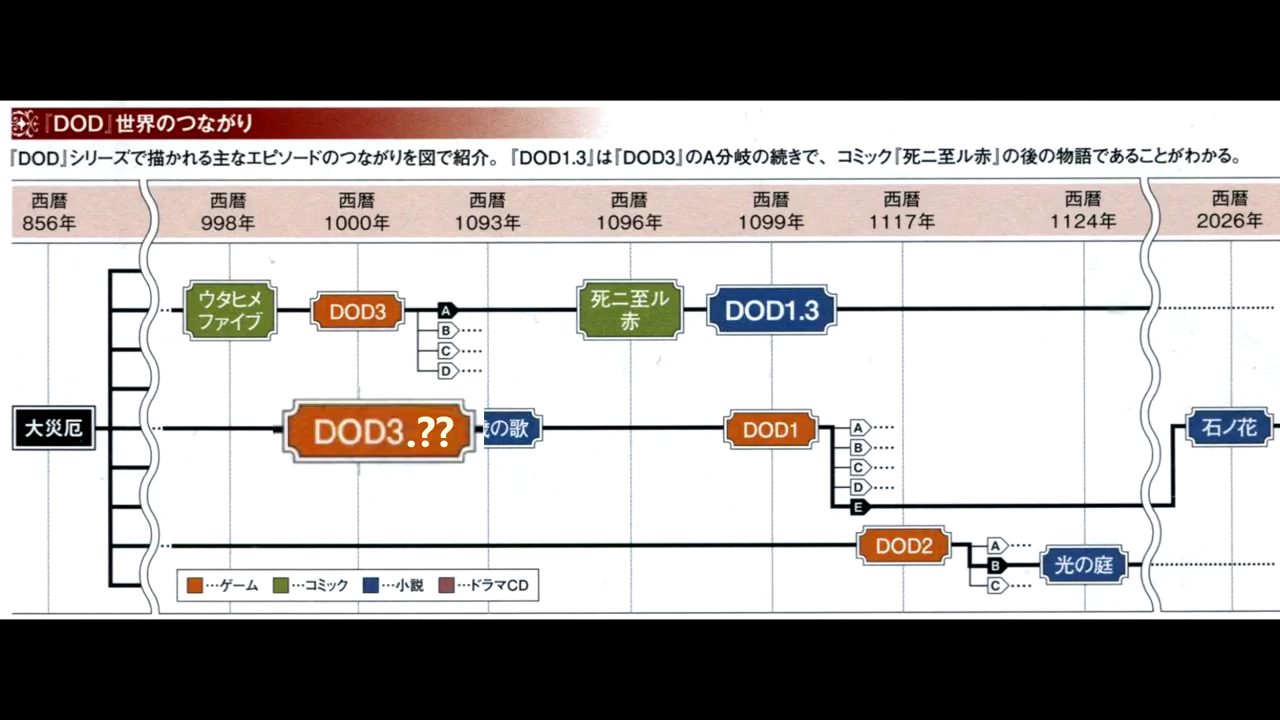 『DOD』世界のつながり
『DOD』シリーズで描かれる主なエピソードのつながりを図で紹介。『DOD1.3』は『DOD3』のA分岐の続きで、コミック『死ニ至ル赤』の後の物語であることがわかる。
西暦
856年
西暦
998年
西暦
1000年
西暦
1093年
西暦
1096年
西暦
1099年
西暦
1117年
西暦
1124年
西暦
2026年
ウタヒメ
ファイブ
DOD3
A
B
C
D
死ニ至ル
赤
DOD1.3
大災厄
DOD3.??
の歌
DOD1
A
B
C
D
E
石ノ花
DOD2
A
B
C
光の庭
…ゲーム
…コミック
…小説
…ドラマCD